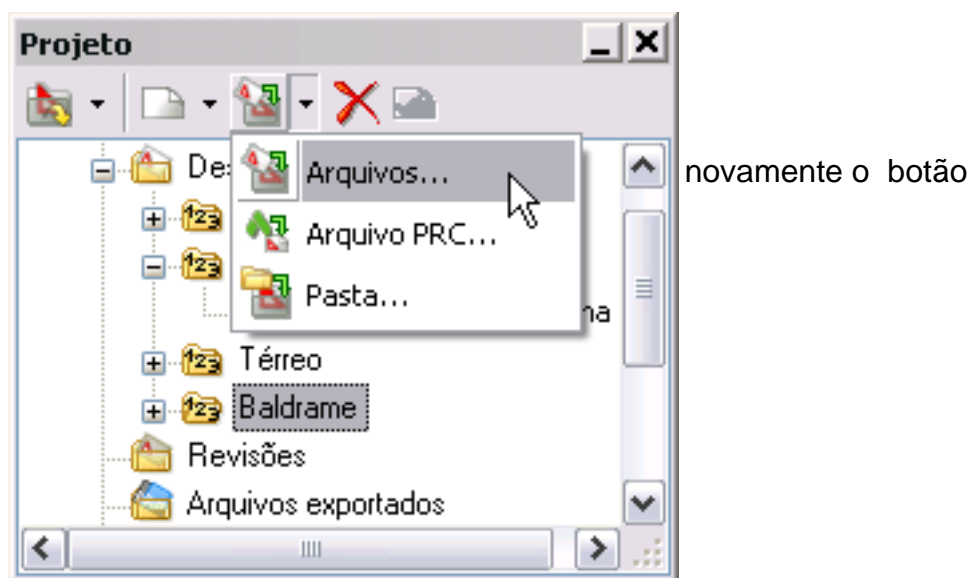 Projeto
De
Arquivos...
novamente o botão
Arquivo PRC...
Pasta...
na
Térreo
Baldrame
Revisões
Arquivos exportados